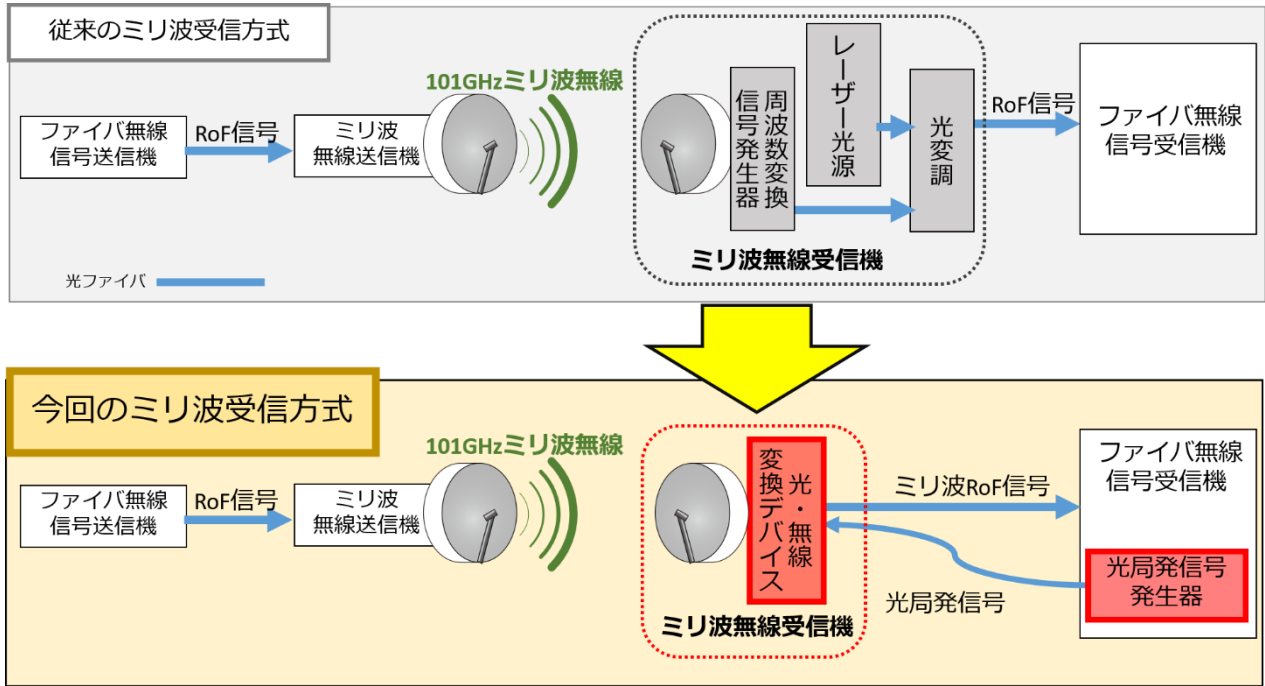 従来のミリ波受信方式
ファイバ無線
信号送信機
RoF信号
ミリ波
無線送信機
101GHzミリ波無線
周波数変換
信号発生器
レーザー光源
光変調
ミリ波無線受信機
RoF信号
ファイバ無線
信号受信機
光ファイバ
今回のミリ波受信方式
ファイバ無線
信号送信機
RoF信号
ミリ波
無線送信機
101GHzミリ波無線
光・無線
変換デバイス
ミリ波無線受信機
ミリ波RoF信号
光局発信号
ファイバ無線
信号受信機
光局発信号
発生器